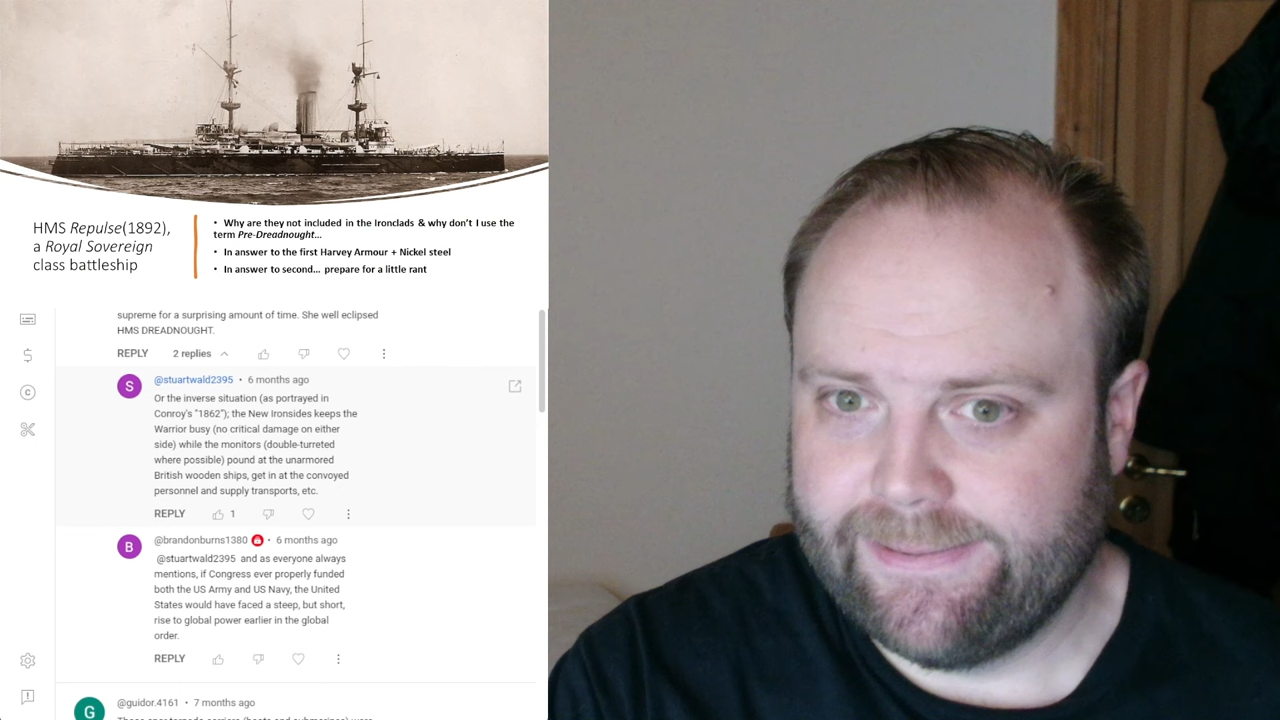 HMS Repulse(1892),
a Royal Sovereign
class battleship
• Why are they not included in the Ironclads & why don't I use the
term Pre-Dreadnought...
• In answer to the first Harvey Armour + Nickel steel
• In answer to second... prepare for a little rant
supreme for a surprising amount of time. She well eclipsed
HMS DREADNOUGHT.
REPLY 2 replies
S @stuartwald2395 • 6 months ago
Or the inverse situation (as portrayed in
Conroy's "1862"); the New Ironsides keeps the
Warrior busy (no critical damage on either
side) while the monitors (double-turreted
where possible) pound at the unarmored
British wooden ships, get in at the convoyed
personnel and supply transports, etc.
REPLY 1
B @brandonburns1380 • 6 months ago
@stuartwald2395 and as everyone always
mentions, if Congress ever properly funded
both the US Army and US Navy, the United
States would have faced a steep, but short,
rise to global power earlier in the global
order.
REPLY
G @guidor.4161 • 7 months ago